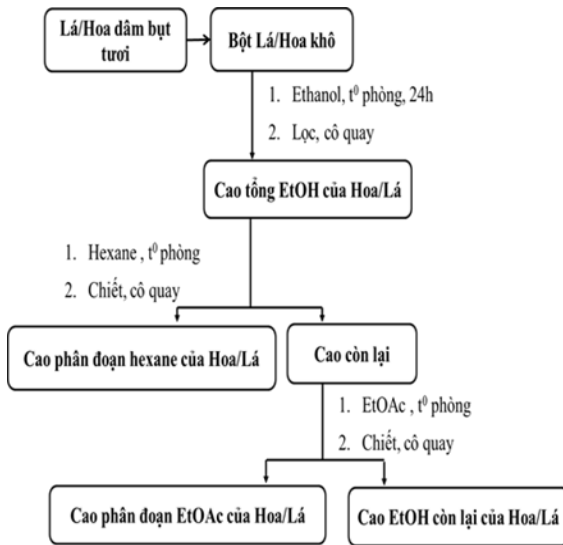 Lá/Hoa dâm bụt
tươi
Bột Lá/Hoa khô
1. Ethanol, t⁰ phòng, 24h
2. Lọc, cô quay
Cao tổng EtOH của Hoa/Lá
1. Hexane , t⁰ phòng
2. Chiết, cô quay
Cao phân đoạn hexane của Hoa/Lá
Cao còn lại
1. EtOAc , t⁰ phòng
2. Chiết, cô quay
Cao phân đoạn EtOAc của Hoa/Lá
Cao EtOH còn lại của Hoa/Lá